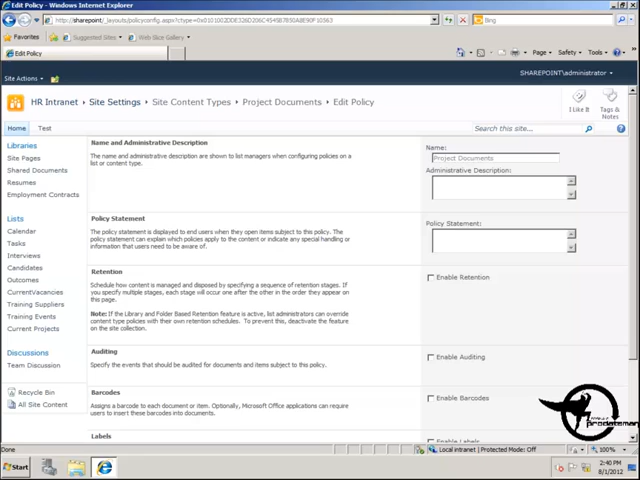 Edit Policy - Windows Internet Explorer
Favorites
Suggested Sites
Web Slice Gallery
Bing
Edit Policy
Page
Safety
Tools
Site Actions
SHAREPOINT\administrator
HR Intranet
Site Settings
Site Content Types
Project Documents
Edit Policy
I Like It
Tags & Notes
Home
Test
Search this site...
Libraries
Site Pages
Shared Documents
Resumes
Employment Contracts
Lists
Calendar
Tasks
Interviews
Candidates
Outcomes
CurrentVacancies
Training Suppliers
Training Events
Current Projects
Discussions
Team Discussion
Recycle Bin
All Site Content
Name and Administrative Description
The name and administrative description are shown to list managers when configuring policies on a
list or content type.
Name:
Project Documents
Administrative Description:
Policy Statement
The policy statement is displayed to end users when they open items subject to this policy. The
policy statement can explain which policies apply to the content or indicate any special handling or
information that users need to be aware of.
Policy Statement:
Retention
Schedule how content is managed and disposed by specifying a sequence of retention stages. If
you specify multiple stages, each stage will occur one after the other in the order they appear on
this page.
Note: If the Library and Folder Based Retention feature is active, list administrators can override
content type policies with their own retention schedules. To prevent this, deactivate the feature
on the site collection.
Enable Retention
Auditing
Specify the events that should be audited for documents and items subject to this policy.
Enable Auditing
Barcodes
Assigns a barcode to each document or item. Optionally, Microsoft Office applications can require
users to insert these barcodes into documents.
Enable Barcodes
Labels
Enable Labels
prodatsman
Done
Local intranet | Protected Mode: Off
100%
Start
2:40 PM
8/1/2012